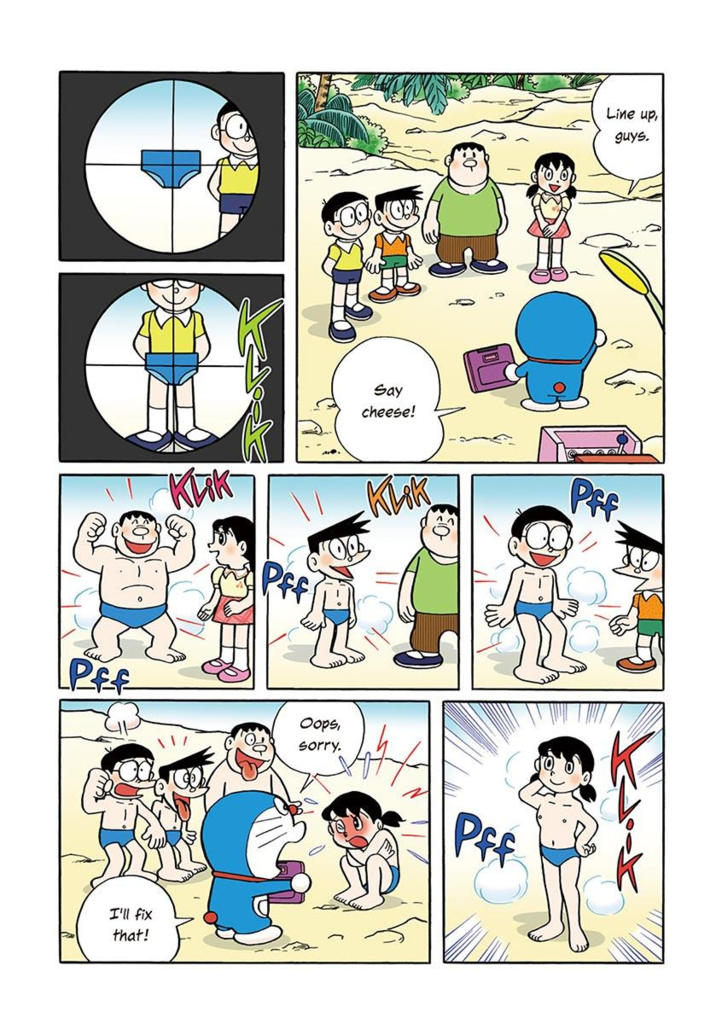 Line up,
guys.
Say
cheese!
KLiK
KLiK
Pff
KLiK
Pff
Pff
Oops,
sorry.
I'll fix
that!
KLiK
Pff